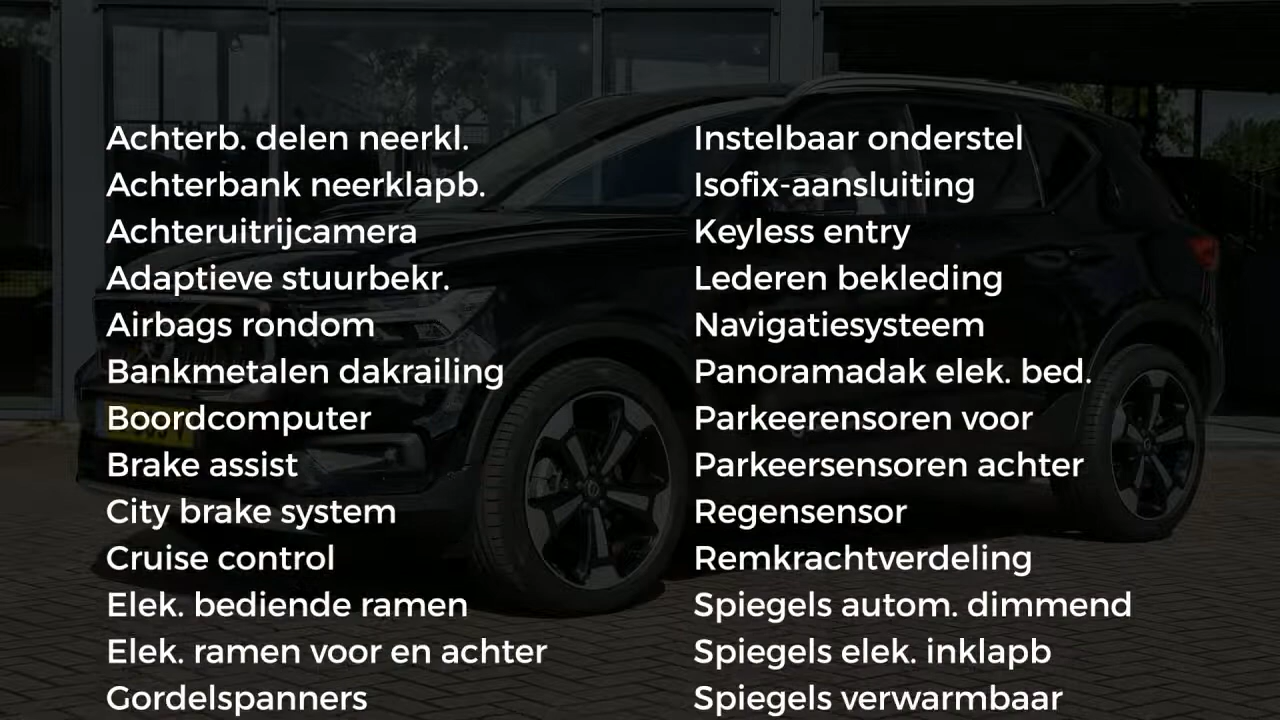 Achterb. delen neerkl.
Achterbank neerklapb.
Achteruitrijcamera
Adaptieve stuurbekr.
Airbags rondom
Bankmetalen dakrailing
Boordcomputer
Brake assist
City brake system
Cruise control
Elek. bediende ramen
Elek. ramen voor en achter
Gordelspanners
Instelbaar onderstel
Isofix-aansluiting
Keyless entry
Lederen bekleding
Navigatiesysteem
Panoramadak elek. bed.
Parkeerensoren voor
Parkeersensoren achter
Regensensor
Remkrachtverdeling
Spiegels autom. dimmend
Spiegels elek. inklapb
Spiegels verwarmbaar